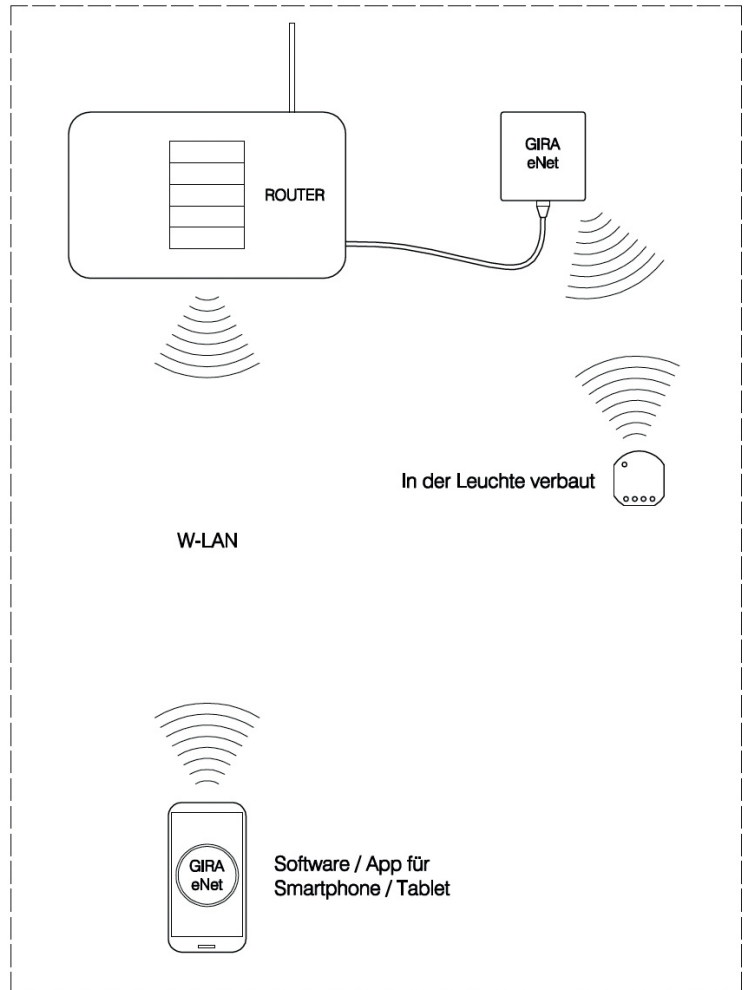 GIRA
eNet
ROUTER
In der Leuchte verbaut
W-LAN
GIRA
eNet
Software / App für
Smartphone / Tablet